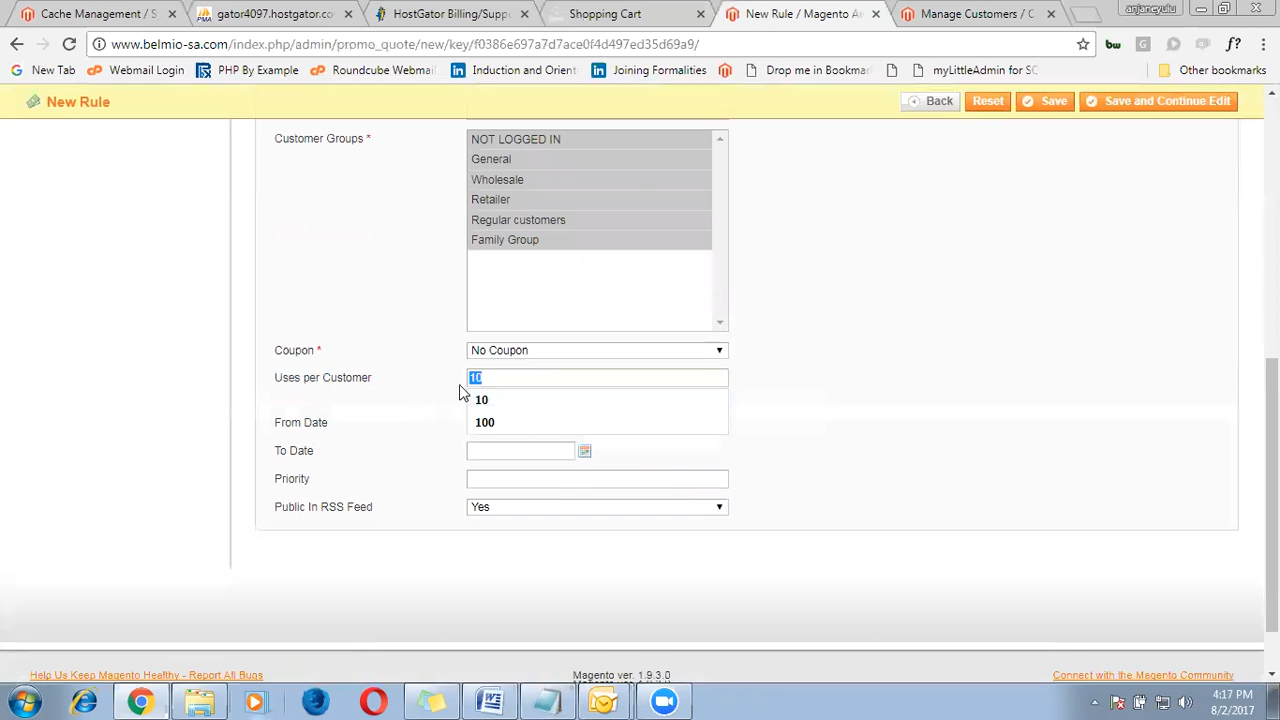 Cache Management / S
gator4097.hostgator.co
HostGator Billing/Supp
Shopping Cart
New Rule / Magento A
Manage Customers / C
anjaneyulu
www.belmio-sa.com/index.php/admin/promo_quote/new/key/f0386e697a7d7ace0f4d497ed35d69a9/
New Tab
Webmail Login
PHP By Example
Roundcube Webmail
Induction and Orient
Joining Formalities
Drop me in Bookmar
myLittleAdmin for SQ
Other bookmarks
New Rule
Back
Reset
Save
Save and Continue Edit
Customer Groups *
NOT LOGGED IN
General
Wholesale
Retailer
Regular customers
Family Group
Coupon *
No Coupon
Uses per Customer
10
10
100
From Date
To Date
Priority
Public In RSS Feed
Yes
Help Us Keep Magento Healthy - Report All Bugs
Magento ver. 1.9.3.0
Connect with the Magento Community
4:17 PM
8/2/2017